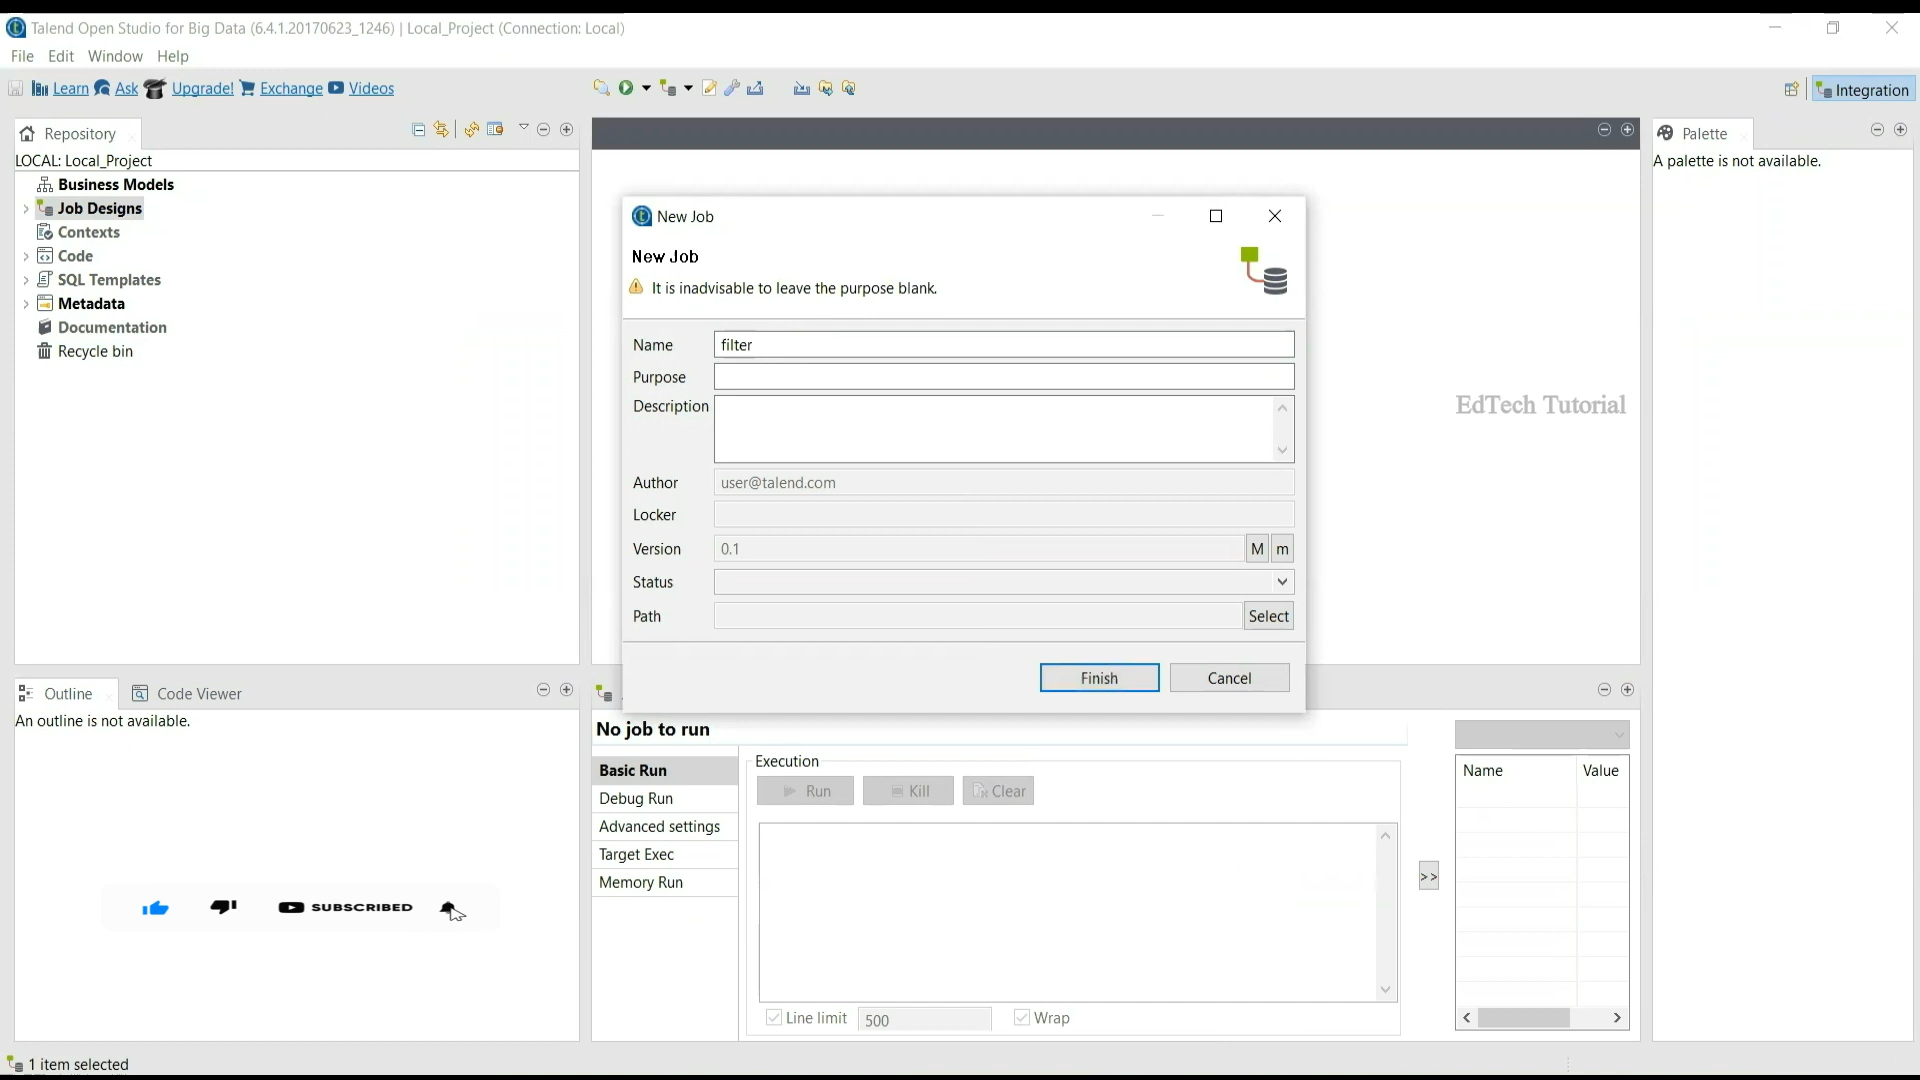 Talend Open Studio for Big Data (6.4.1.20170623_1246) | Local_Project (Connection: Local)
File Edit Window Help
Learn Ask Upgrade! Exchange Videos
Integration
Repository
LOCAL: Local_Project
Business Models
Job Designs
Contexts
Code
SQL Templates
Metadata
Documentation
Recycle bin
Palette
A palette is not available.
New Job
New Job
It is inadvisable to leave the purpose blank.
Name filter
Purpose
Description
Author user@talend.com
Locker
Version 0.1 M m
Status
Path Select
Finish Cancel
EdTech Tutorial
Outline Code Viewer
An outline is not available.
SUBSCRIBED
No job to run
Basic Run
Debug Run
Advanced settings
Target Exec
Memory Run
Execution
Run Kill Clear
Line limit 500 Wrap
>>
Name Value
1 item selected